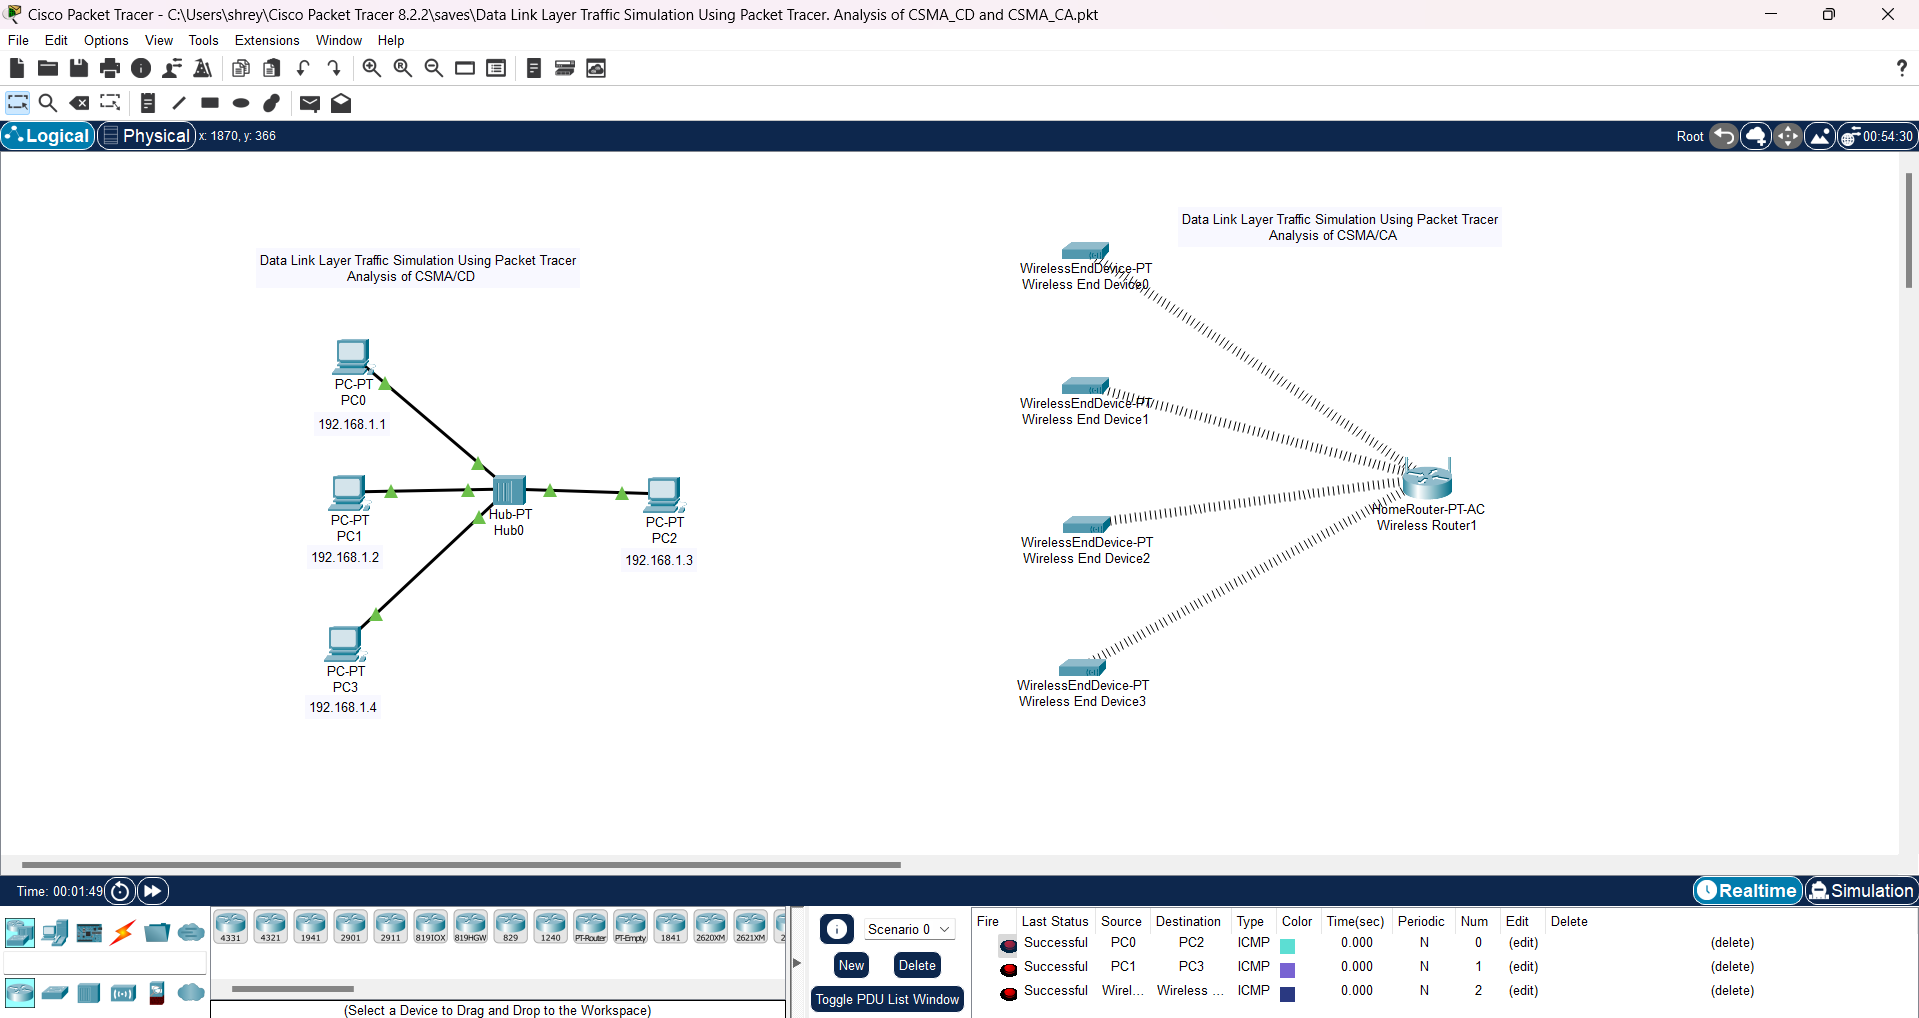 Cisco Packet Tracer - C:\Users\shrey\Cisco Packet Tracer 8.2.2\saves\Data Link Layer Traffic Simulation Using Packet Tracer. Analysis of CSMA_CD and CSMA_CA.pkt
File Edit Options View Tools Extensions Window Help
?
Logical Physical x: 1870, y: 366 Root 00:54:30
Data Link Layer Traffic Simulation Using Packet Tracer
Analysis of CSMA/CD
PC-PT
PC0
192.168.1.1
PC-PT
PC1
192.168.1.2
Hub-PT
Hub0
PC-PT
PC2
192.168.1.3
PC-PT
PC3
192.168.1.4
Data Link Layer Traffic Simulation Using Packet Tracer
Analysis of CSMA/CA
WirelessEndDevice-PT
Wireless End Device0
WirelessEndDevice-PT
Wireless End Device1
WirelessEndDevice-PT
Wireless End Device2
WirelessEndDevice-PT
Wireless End Device3
HomeRouter-PT-AC
Wireless Router1
Time: 00:01:49 Realtime Simulation
4331 4321 1941 2901 2911 819IOX 819HGW 829 1240 PT-Router PT-Empty 1841 2620XM 2621XM 2
(Select a Device to Drag and Drop to the Workspace)
Scenario 0
New Delete
Toggle PDU List Window
Fire Last Status Source Destination Type Color Time(sec) Periodic Num Edit Delete
Successful PC0 PC2 ICMP 0.000 N 0 (edit) (delete)
Successful PC1 PC3 ICMP 0.000 N 1 (edit) (delete)
Successful Wirel... Wireless ... ICMP 0.000 N 2 (edit) (delete)